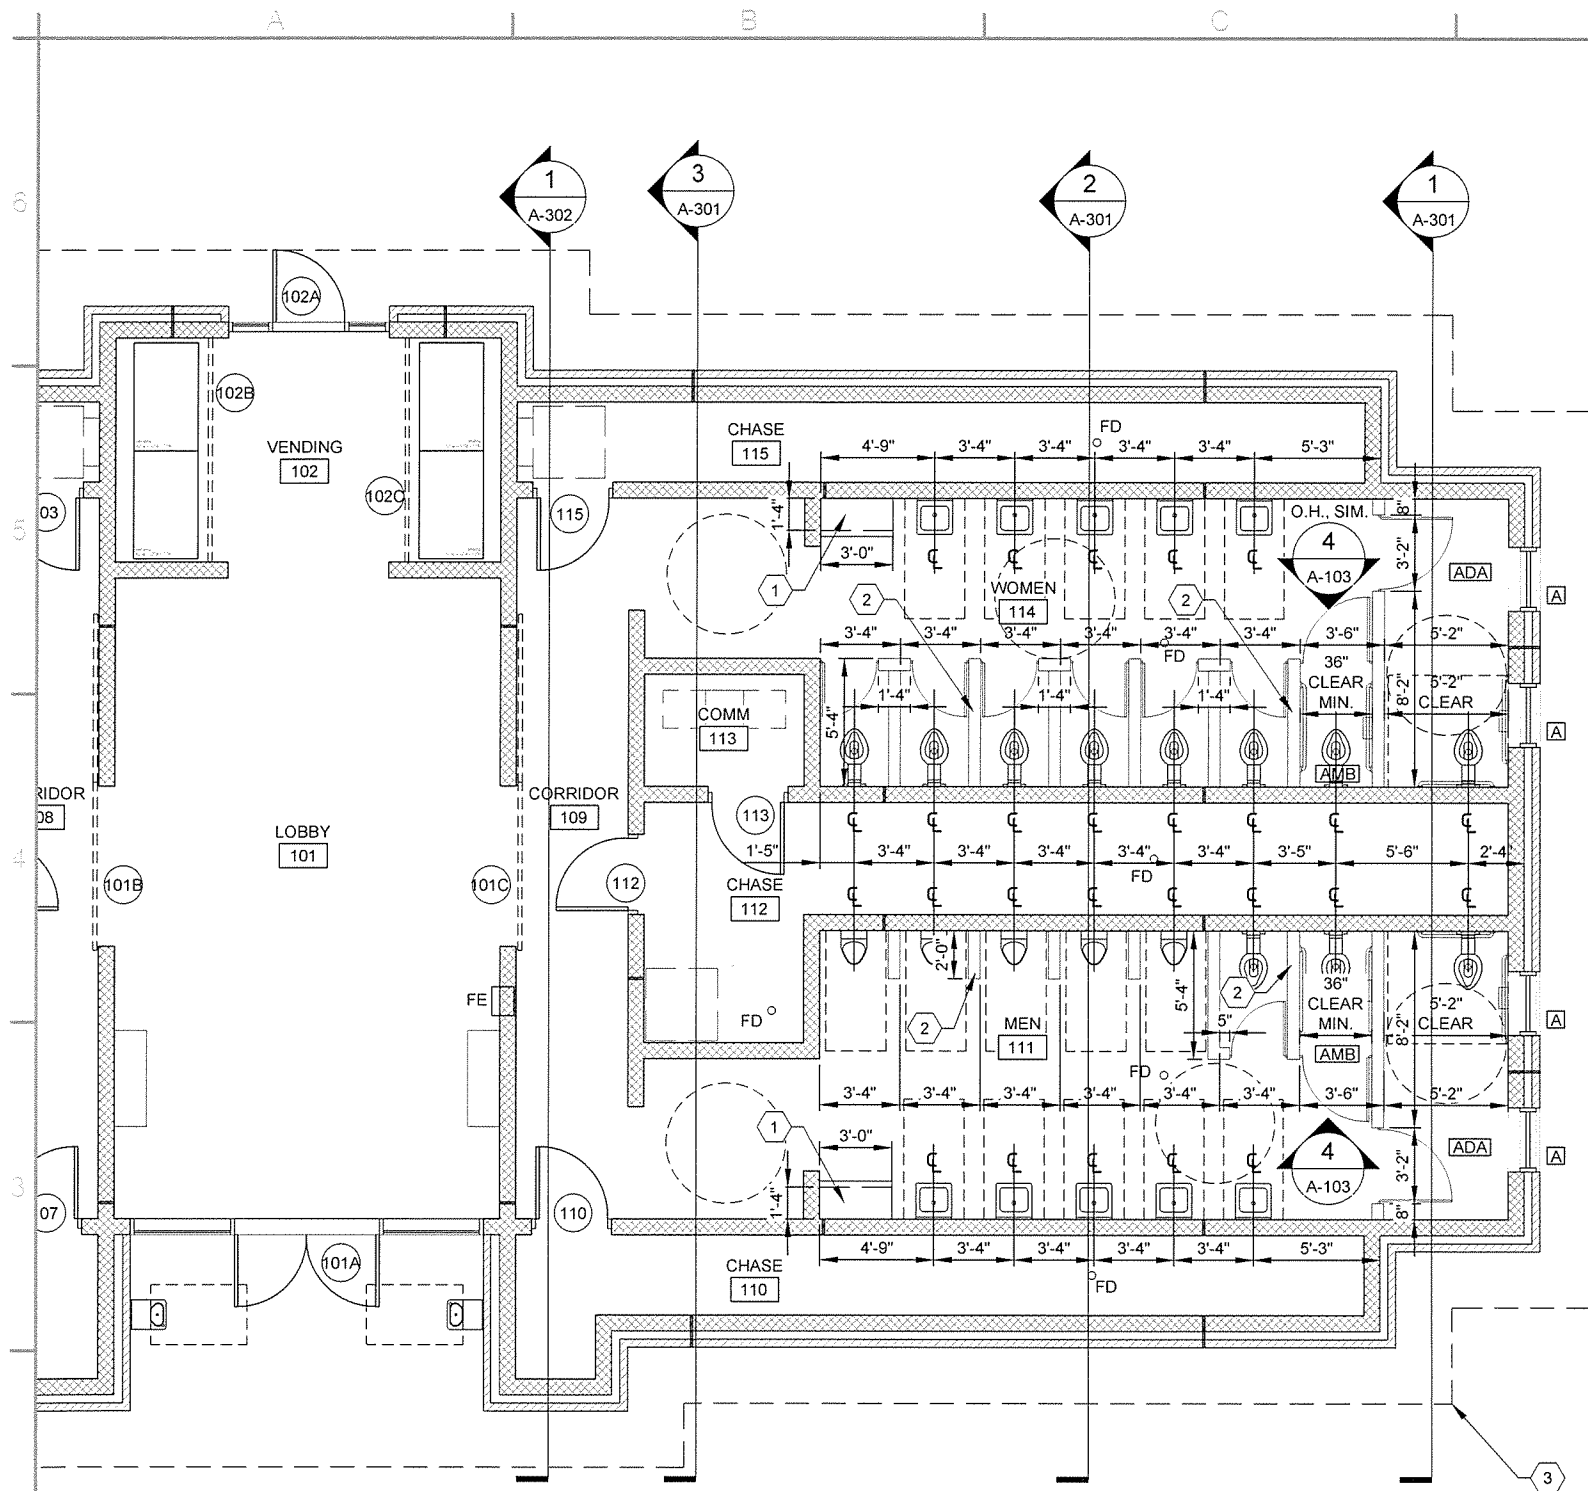 A
B
C
6
1
A-302
3
A-301
2
A-301
1
A-301
102A
102B
VENDING
102
102C
CHASE
115
FD
4'-9"
3'-4"
3'-4"
3'-4"
3'-4"
5'-3"
5
03
115
1'-4"
3'-0"
1
℄
℄
℄
℄
℄
O.H., SIM.
4
A-103
8"
3'-2"
ADA
A
2
WOMEN
114
2
3'-4"
3'-4"
3'-4"
3'-4"
3'-4"
3'-4"
3'-6"
5'-2"
FD
5'-4"
1'-4"
1'-4"
1'-4"
36"
CLEAR
MIN.
8'-2"
5'-2"
CLEAR
A
COMM
113
AMB
RIDOR
08
CORRIDOR
109
113
LOBBY
101
4
℄
℄
℄
℄
℄
℄
℄
℄
1'-5"
3'-4"
3'-4"
3'-4"
3'-4"
3'-4"
3'-5"
5'-6"
2'-4"
FD
101B
101C
112
CHASE
112
℄
℄
℄
℄
℄
℄
℄
℄
FE
FD
2'-0"
2
MEN
111
5'-4"
5"
2
36"
CLEAR
MIN.
AMB
8'-2"
5'-2"
CLEAR
A
FD
3'-4"
3'-4"
3'-4"
3'-4"
3'-4"
3'-4"
3'-6"
5'-2"
1
3'-0"
1'-4"
℄
℄
℄
℄
℄
4
A-103
3'-2"
8"
ADA
A
3
07
110
101A
CHASE
110
4'-9"
3'-4"
3'-4"
3'-4"
3'-4"
5'-3"
FD
3